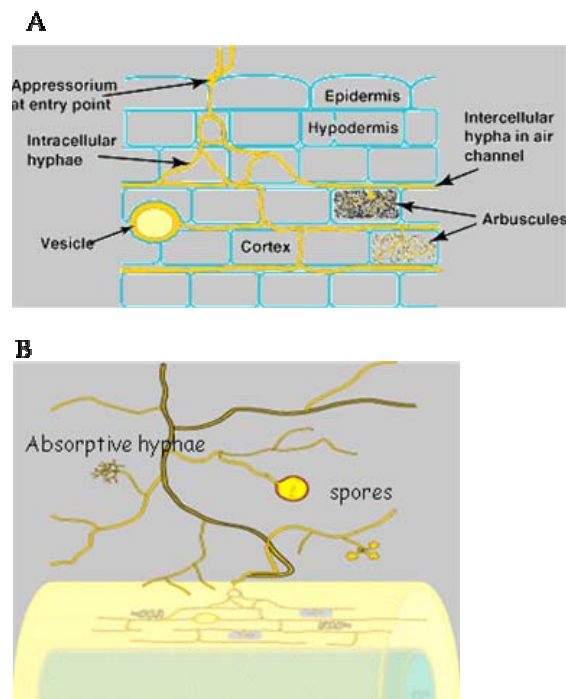 A
Appressorium
at entry point
Epidermis
Hypodermis
Intercellular
hypha in air
channel
Intracellular
hyphae
Arbuscules
Vesicle
Cortex
B
Absorptive hyphae
spores